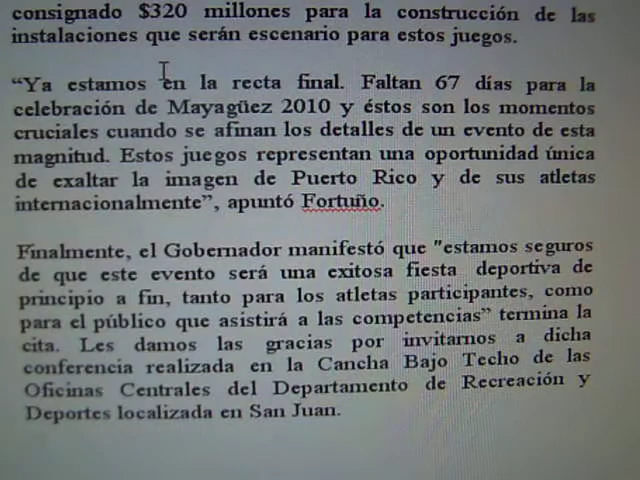 consignado $320 millones para la construcción de las
instalaciones que serán escenario para estos juegos.
“Ya estamos en la recta final. Faltan 67 días para la
celebración de Mayagüez 2010 y éstos son los momentos
cruciales cuando se afinan los detalles de un evento de esta
magnitud. Estos juegos representan una oportunidad única
de exaltar la imagen de Puerto Rico y de sus atletas
internacionalmente”, apuntó Fortuño.
Finalmente, el Gobernador manifestó que "estamos seguros
de que este evento será una exitosa fiesta deportiva de
principio a fin, tanto para los atletas participantes, como
para el público que asistirá a las competencias” termina la
cita. Les damos las gracias por invitarnos a dicha
conferencia realizada en la Cancha Bajo Techo de las
Oficinas Centrales del Departamento de Recreación y
Deportes localizada en San Juan.